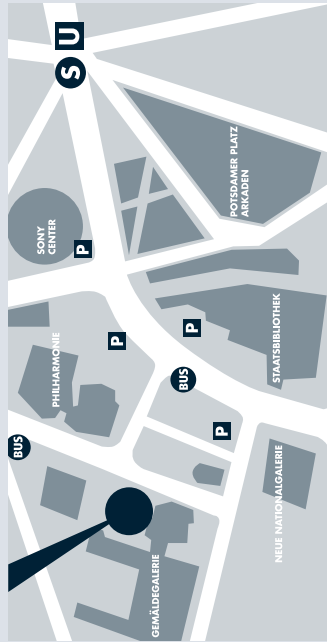 U
S
POTSDAMER PLATZ
ARKADEN
SONY
CENTER
P
STAATSBIBLIOTHEK
P
P
PHILHARMONIE
BUS
P
BUS
NEUE NATIONALGALERIE
GEMÄLDEGALERIE